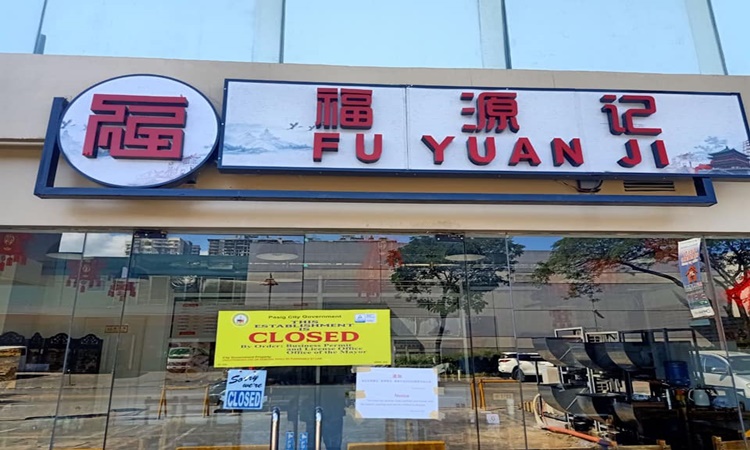 福
福源记
FU YUAN JI
Pasig City Government
THIS
ESTABLISHMENT
IS
CLOSED
By Order: Business Permit
and License Office
Office of the Mayor
Sorry
we're
CLOSED